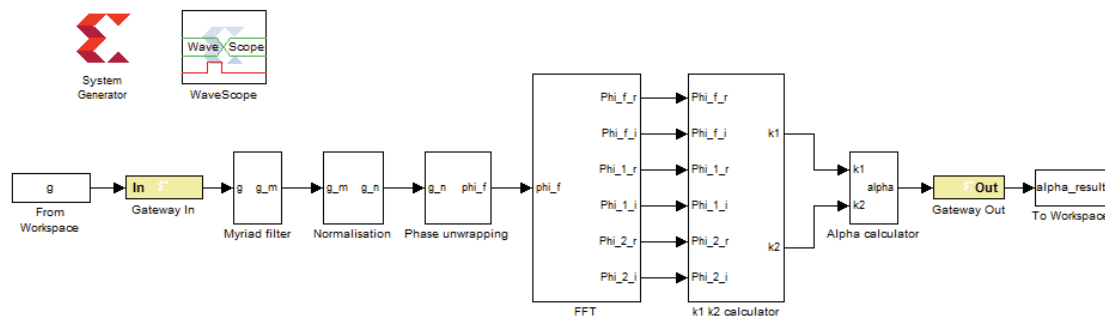 System
Generator
Wave Scope
WaveScope
g
From
Workspace
In
Gateway In
g g_m
Myriad filter
g_m g_n
Normalisation
g_n phi_f
Phase unwrapping
phi_f
Phi_f_r
Phi_f_i
Phi_1_r
Phi_1_i
Phi_2_r
Phi_2_i
FFT
Phi_f_r
Phi_f_i
Phi_1_r
Phi_1_i
Phi_2_r
Phi_2_i
k1
k2
k1 k2 calculator
k1
k2
alpha
Alpha calculator
Out
Gateway Out
alpha_result
To Workspace